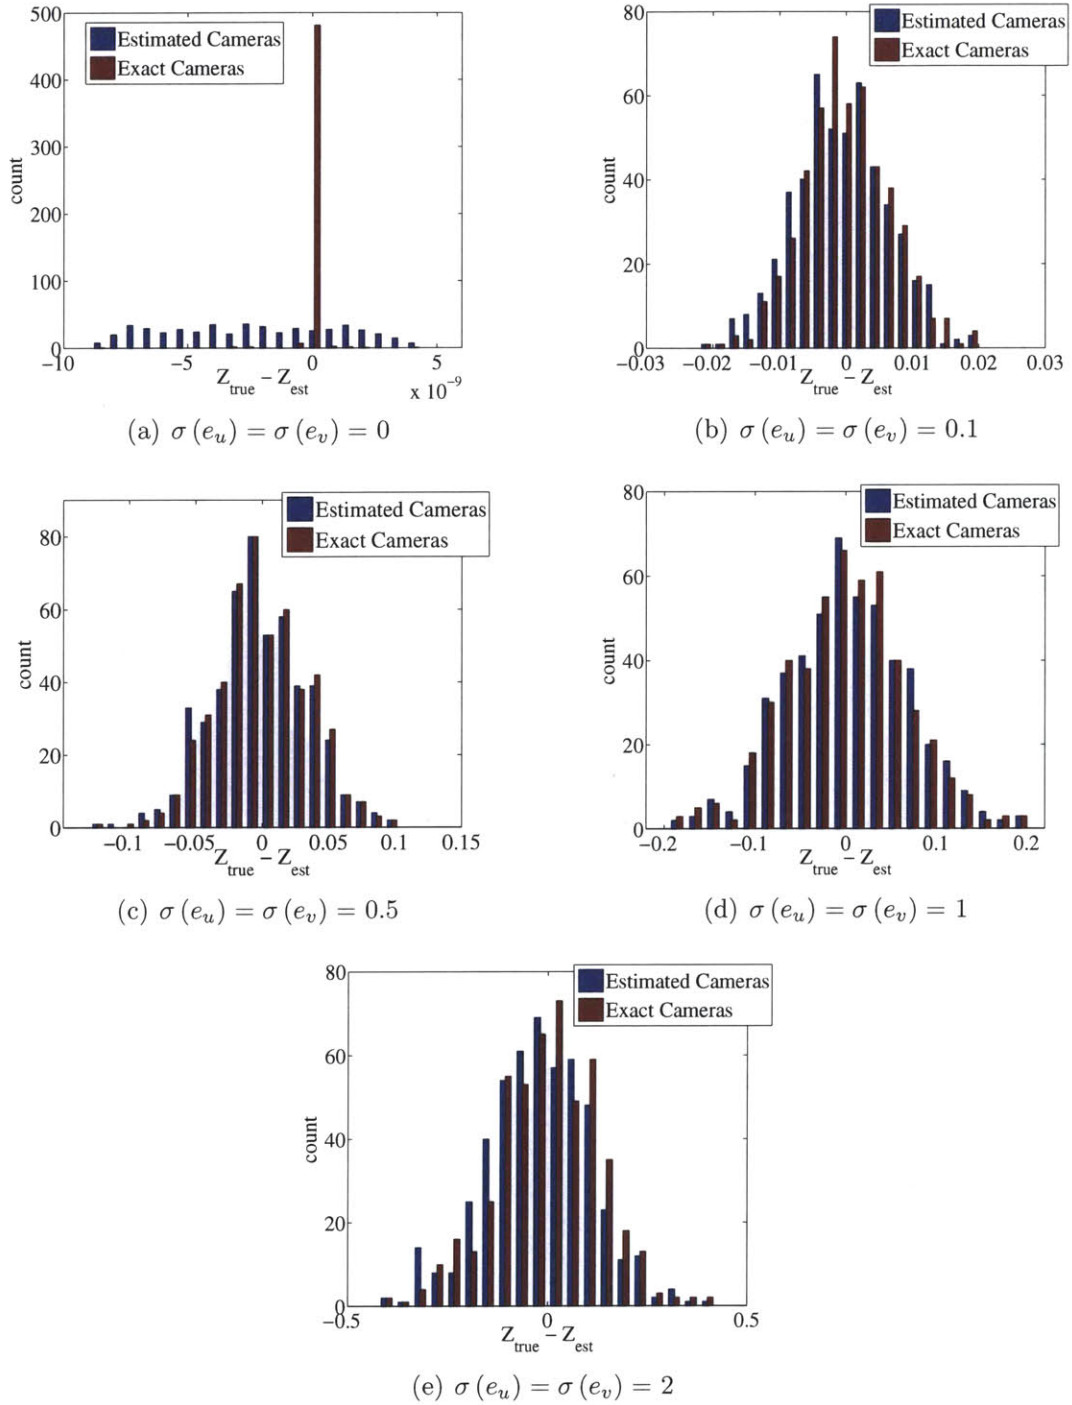 500
400
300
200
100
0
count
Estimated Cameras
Exact Cameras
−10 −5 0 5
x 10⁻⁹
Z_true − Z_est
(a) σ (e_u) = σ (e_v) = 0
80
60
40
20
0
count
Estimated Cameras
Exact Cameras
−0.03 −0.02 −0.01 0 0.01 0.02 0.03
Z_true − Z_est
(b) σ (e_u) = σ (e_v) = 0.1
80
60
40
20
0
count
Estimated Cameras
Exact Cameras
−0.1 −0.05 0 0.05 0.1 0.15
Z_true − Z_est
(c) σ (e_u) = σ (e_v) = 0.5
80
60
40
20
0
count
Estimated Cameras
Exact Cameras
−0.2 −0.1 0 0.1 0.2
Z_true − Z_est
(d) σ (e_u) = σ (e_v) = 1
80
60
40
20
0
count
Estimated Cameras
Exact Cameras
−0.5 0 0.5
Z_true − Z_est
(e) σ (e_u) = σ (e_v) = 2